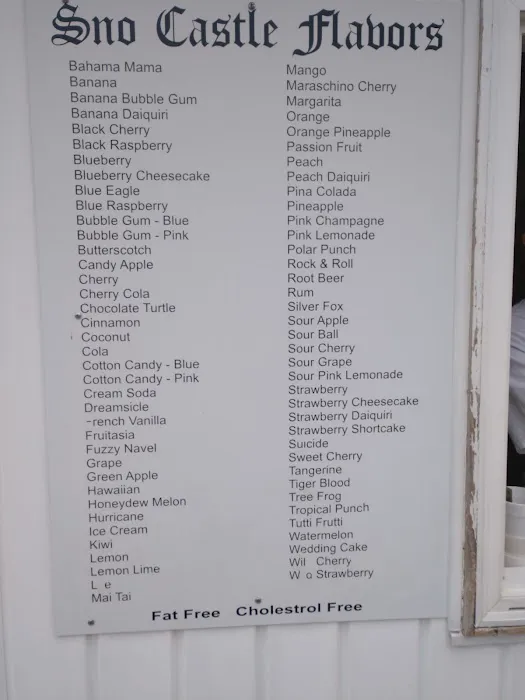 Sno Castle Flavors
Bahama Mama
Banana
Banana Bubble Gum
Banana Daiquiri
Black Cherry
Black Raspberry
Blueberry
Blueberry Cheesecake
Blue Eagle
Blue Raspberry
Bubble Gum - Blue
Bubble Gum - Pink
Butterscotch
Candy Apple
Cherry
Cherry Cola
Chocolate Turtle
Cinnamon
Coconut
Cola
Cotton Candy - Blue
Cotton Candy - Pink
Cream Soda
Dreamsicle
-rench Vanilla
Fruitasia
Fuzzy Navel
Grape
Green Apple
Hawaiian
Honeydew Melon
Hurricane
Ice Cream
Kiwi
Lemon
Lemon Lime
L e
Mai Tai
Mango
Maraschino Cherry
Margarita
Orange
Orange Pineapple
Passion Fruit
Peach
Peach Daiquiri
Pina Colada
Pineapple
Pink Champagne
Pink Lemonade
Polar Punch
Rock & Roll
Root Beer
Rum
Silver Fox
Sour Apple
Sour Ball
Sour Cherry
Sour Grape
Sour Pink Lemonade
Strawberry
Strawberry Cheesecake
Strawberry Daiquiri
Strawberry Shortcake
Suicide
Sweet Cherry
Tangerine
Tiger Blood
Tree Frog
Tropical Punch
Tutti Frutti
Watermelon
Wedding Cake
Wil Cherry
W o Strawberry
Fat Free Cholestrol Free